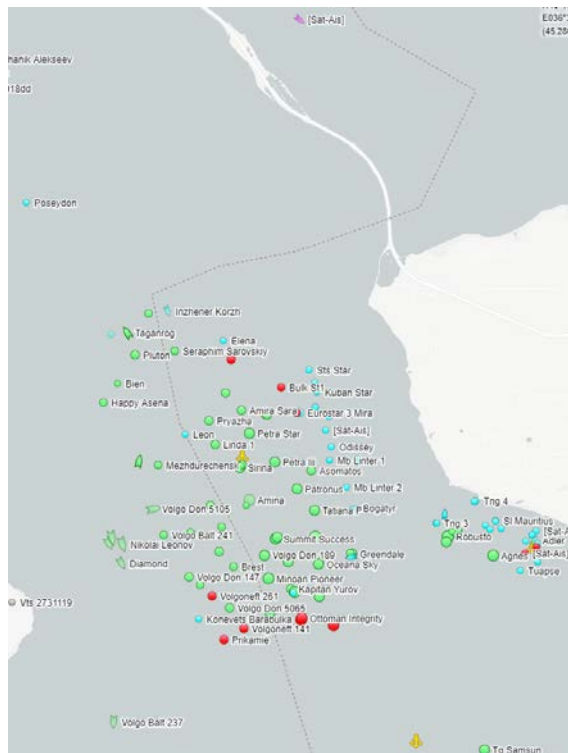 [Sat-Ais]
E036°
(45.28
hanik Alekseev
018dd
Poseydon
Inzhener Korzh
Taganrog
Elena
Pluton
Seraphim Sarovskiy
Sts Star
Bien
Bulk St1
Kuban Star
Happy Asena
Amira Sara
Eurostar 3 Mira
Pryazha
Leon
Petra Star
[Sat-Ais]
Linda 1
Odissey
Mezhdurechensk
Sirina
Petra III
Mb Linter 1
Asomatos
Patronus
Mb Linter 2
Amina
Volgo Don 5105
Tatiana P
Bogatyr
Tng 4
Tng 3
Sl Mauritius
Volgo Balt 241
Summit Success
Robusto
[Sat-A
Adler
Nikolai Leonov
Volgo Don 189
Greendale
Agnes
[Sat-Ais]
Diamond
Brest
Oceana Sky
Tuapse
Volgo Don 147
Minoan Pioneer
Kapitan Yurov
Vts 2731119
Volgoneft 261
Volgo Don 5065
Konevets Barabulka
Ottoman Integrity
Volgoneft 141
Prikamie
Volgo Balt 237
Tq Samsun